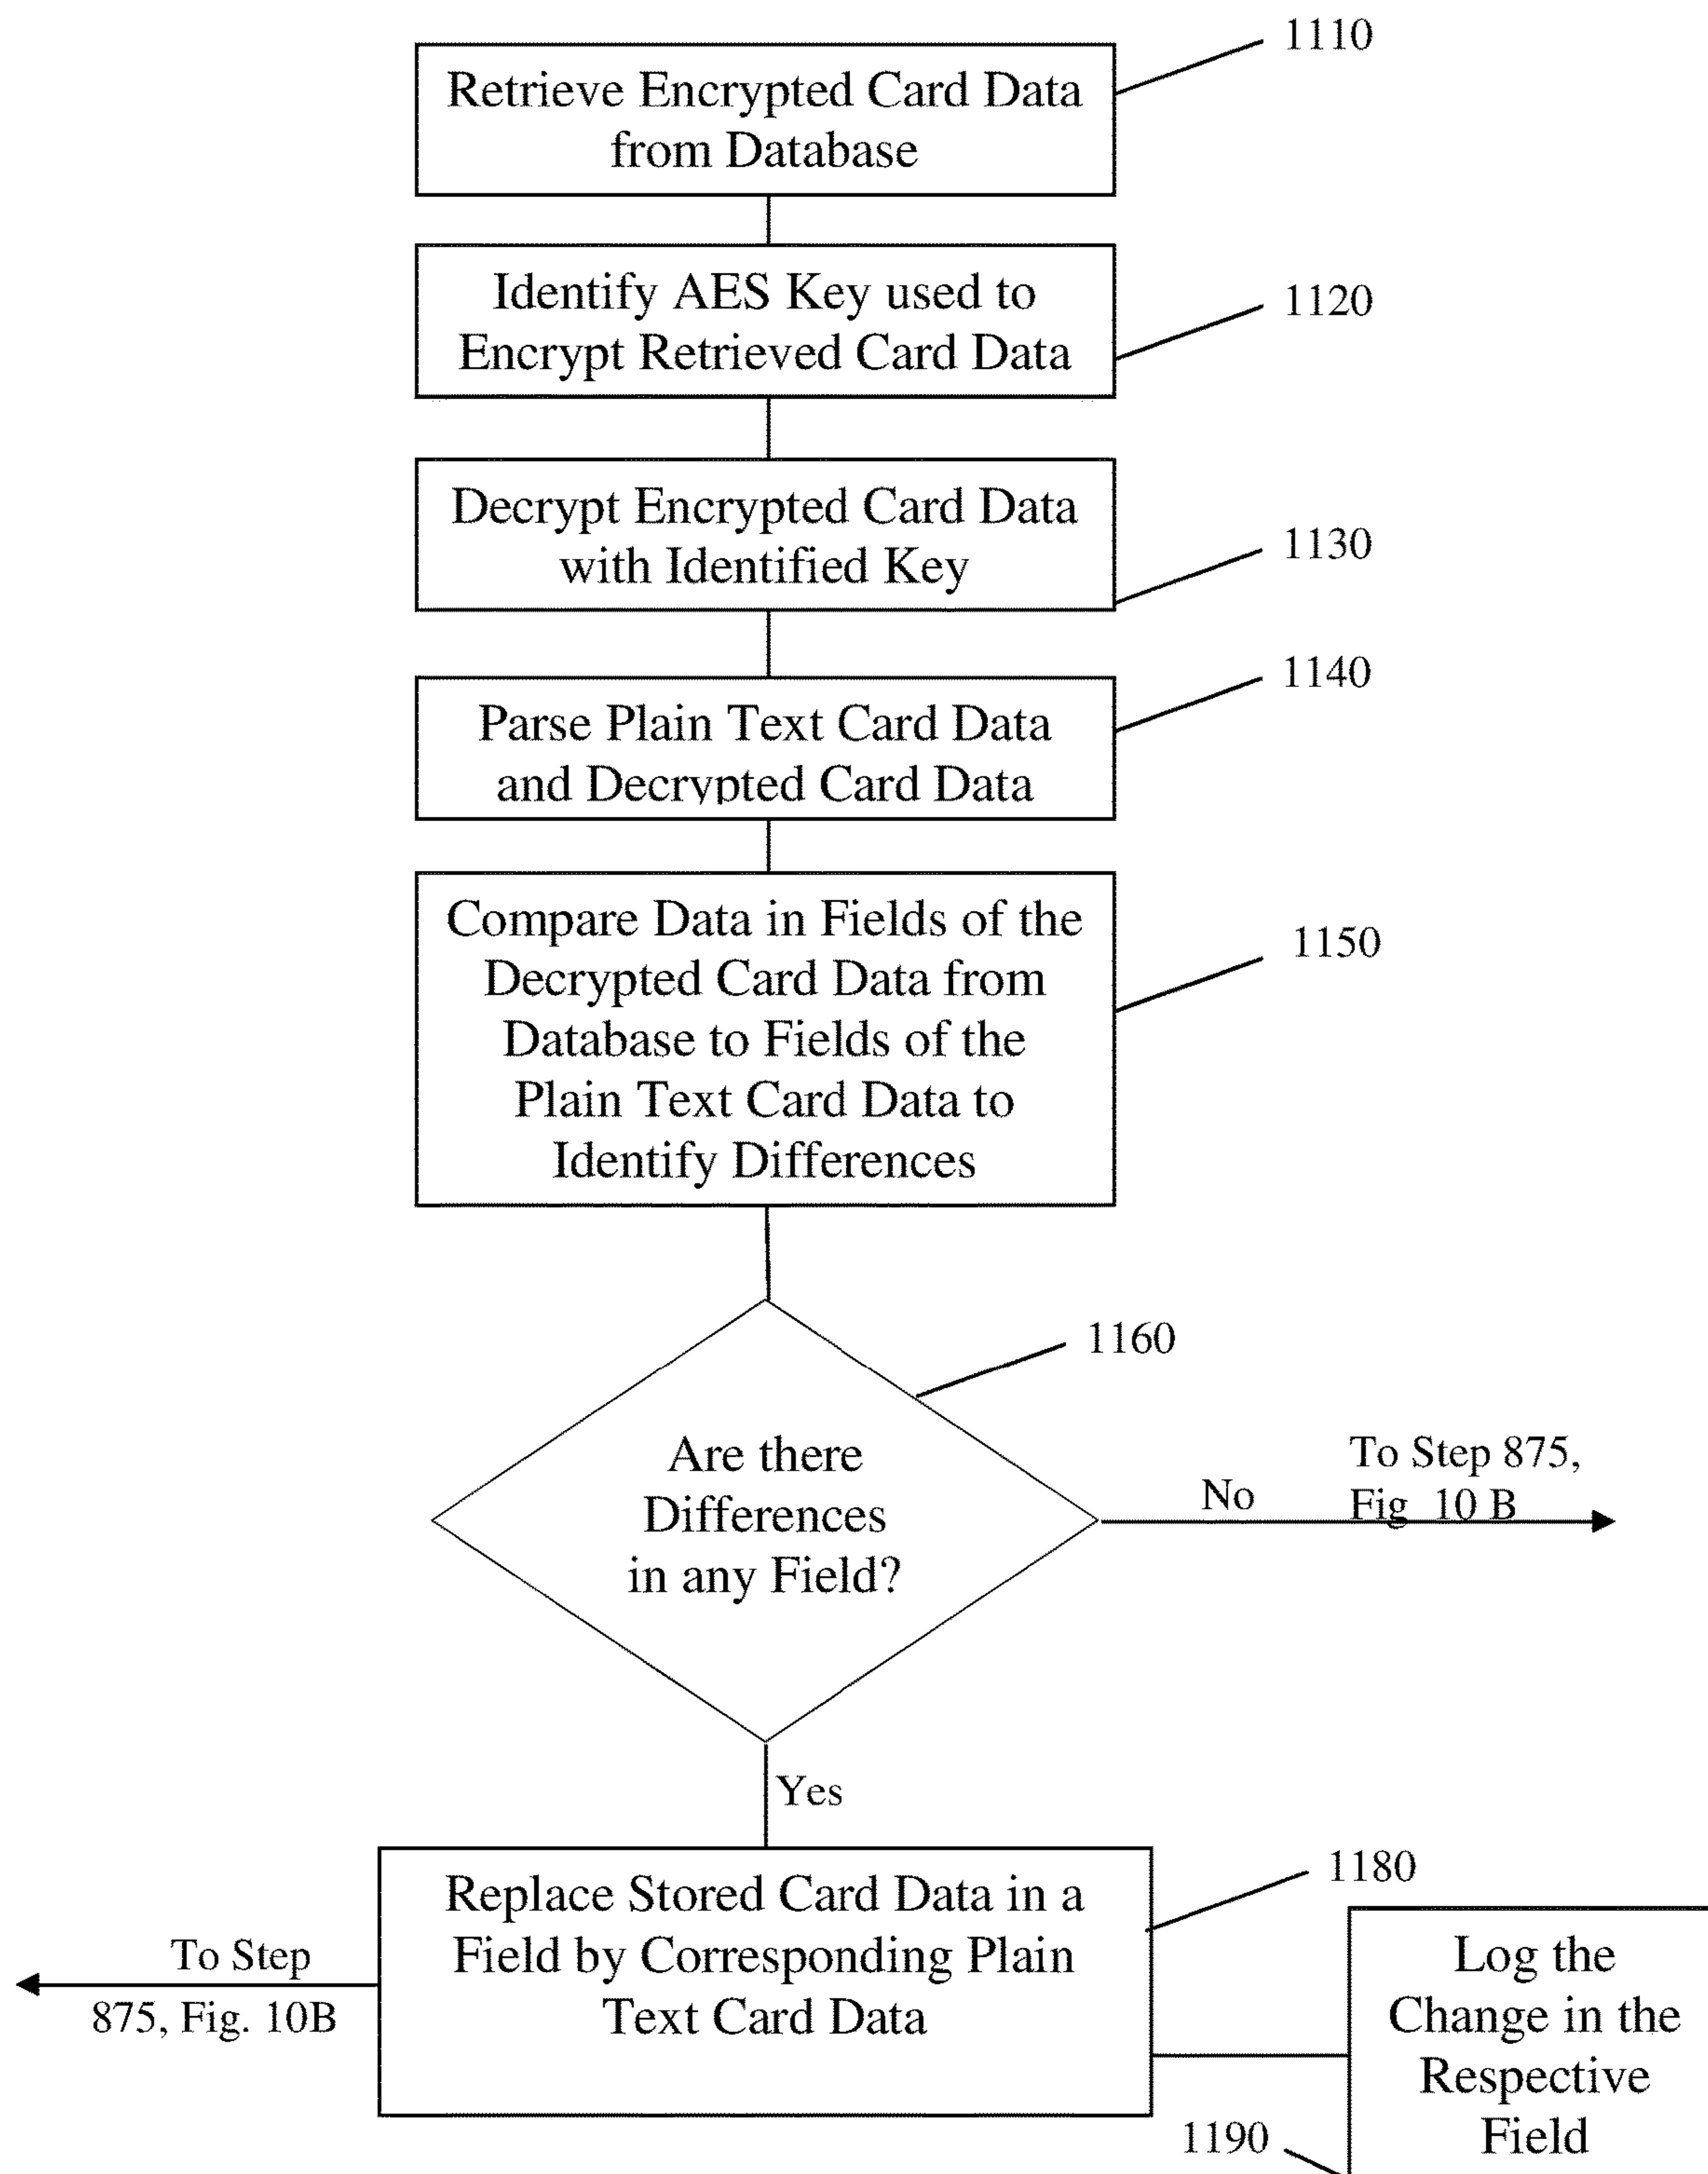 1110
Retrieve Encrypted Card Data
from Database
Identify AES Key used to
Encrypt Retrieved Card Data
1120
Decrypt Encrypted Card Data
with Identified Key
1130
1140
Parse Plain Text Card Data
and Decrypted Card Data
Compare Data in Fields of the
Decrypted Card Data from
Database to Fields of the
Plain Text Card Data to
Identify Differences
1150
1160
Are there
Differences
in any Field?
No
To Step 875,
Fig 10 B
Yes
Replace Stored Card Data in a
Field by Corresponding Plain
Text Card Data
1180
To Step
875, Fig. 10B
Log the
Change in the
Respective
Field
1190